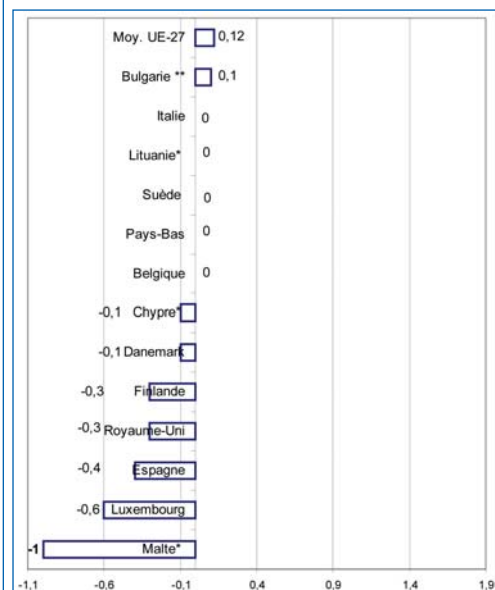 Moy. UE-27 0,12
Bulgarie ** 0,1
Italie 0
Lituanie* 0
Suède 0
Pays-Bas 0
Belgique 0
-0,1 Chypre*
-0,1 Danemark
-0,3 Finlande
-0,3 Royaume-Uni
-0,4 Espagne
-0,6 Luxembourg
-1 Malte*
-1,1 -0,6 -0,1 0,4 0,9 1,4 1,9